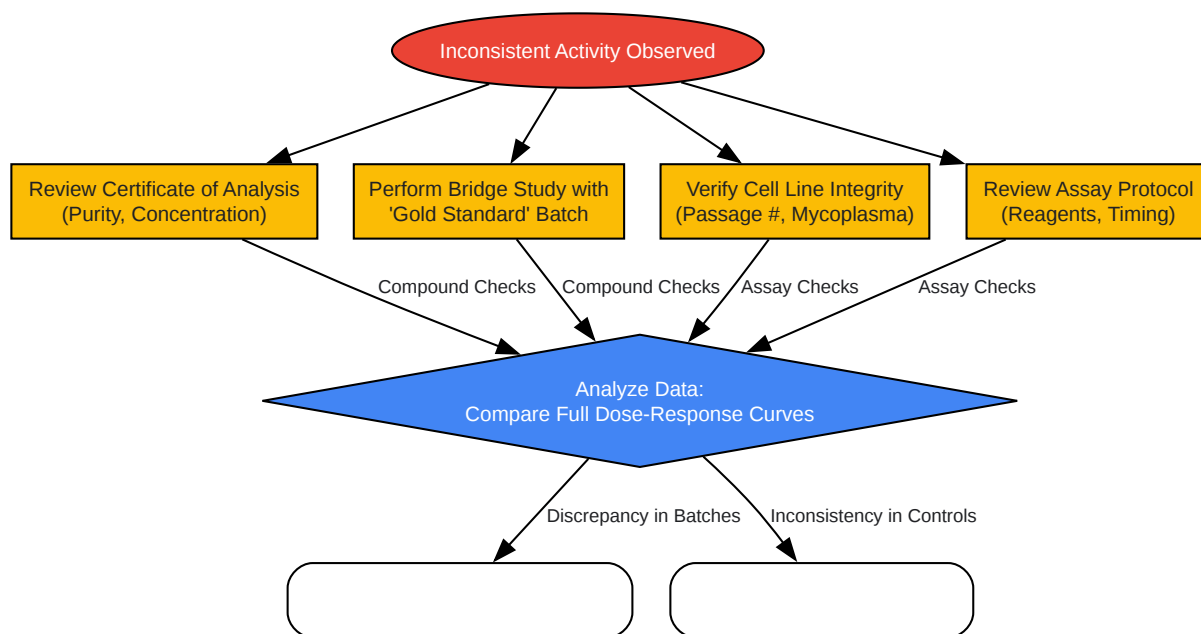 Inconsistent Activity Observed
Review Certificate of Analysis
(Purity, Concentration)
Perform Bridge Study with
'Gold Standard' Batch
Verify Cell Line Integrity
(Passage #, Mycoplasma)
Review Assay Protocol
(Reagents, Timing)
Compound Checks
Compound Checks
Assay Checks
Assay Checks
Analyze Data:
Compare Full Dose-Response Curves
Discrepancy in Batches
Inconsistency in Controls